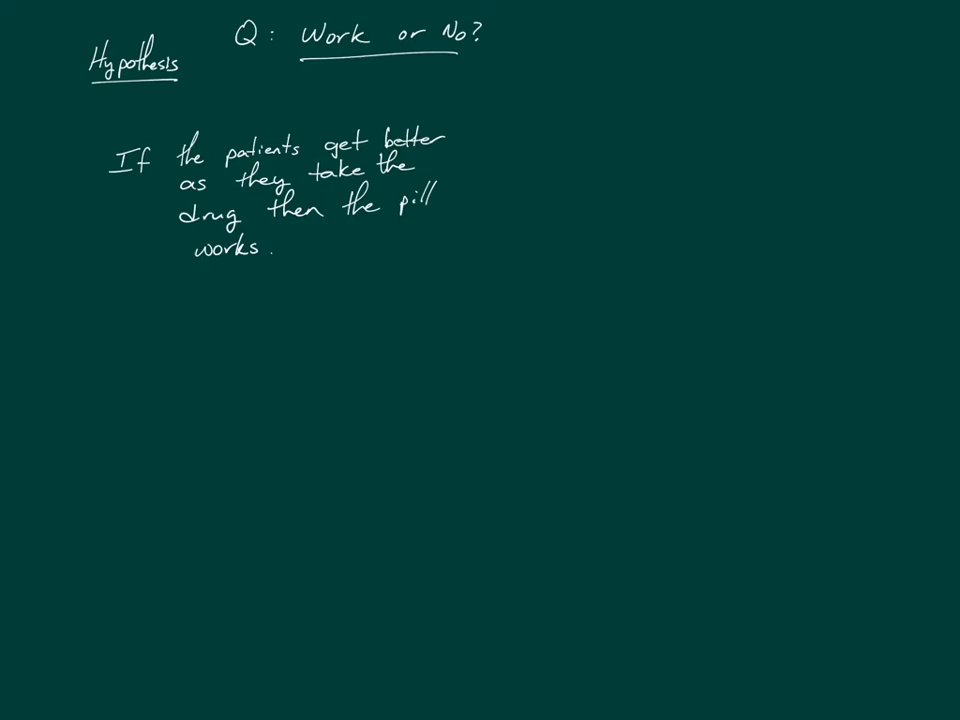 Q: Work or No?
Hypothesis
If the patients get better
as they take the
drug then the pill
works.